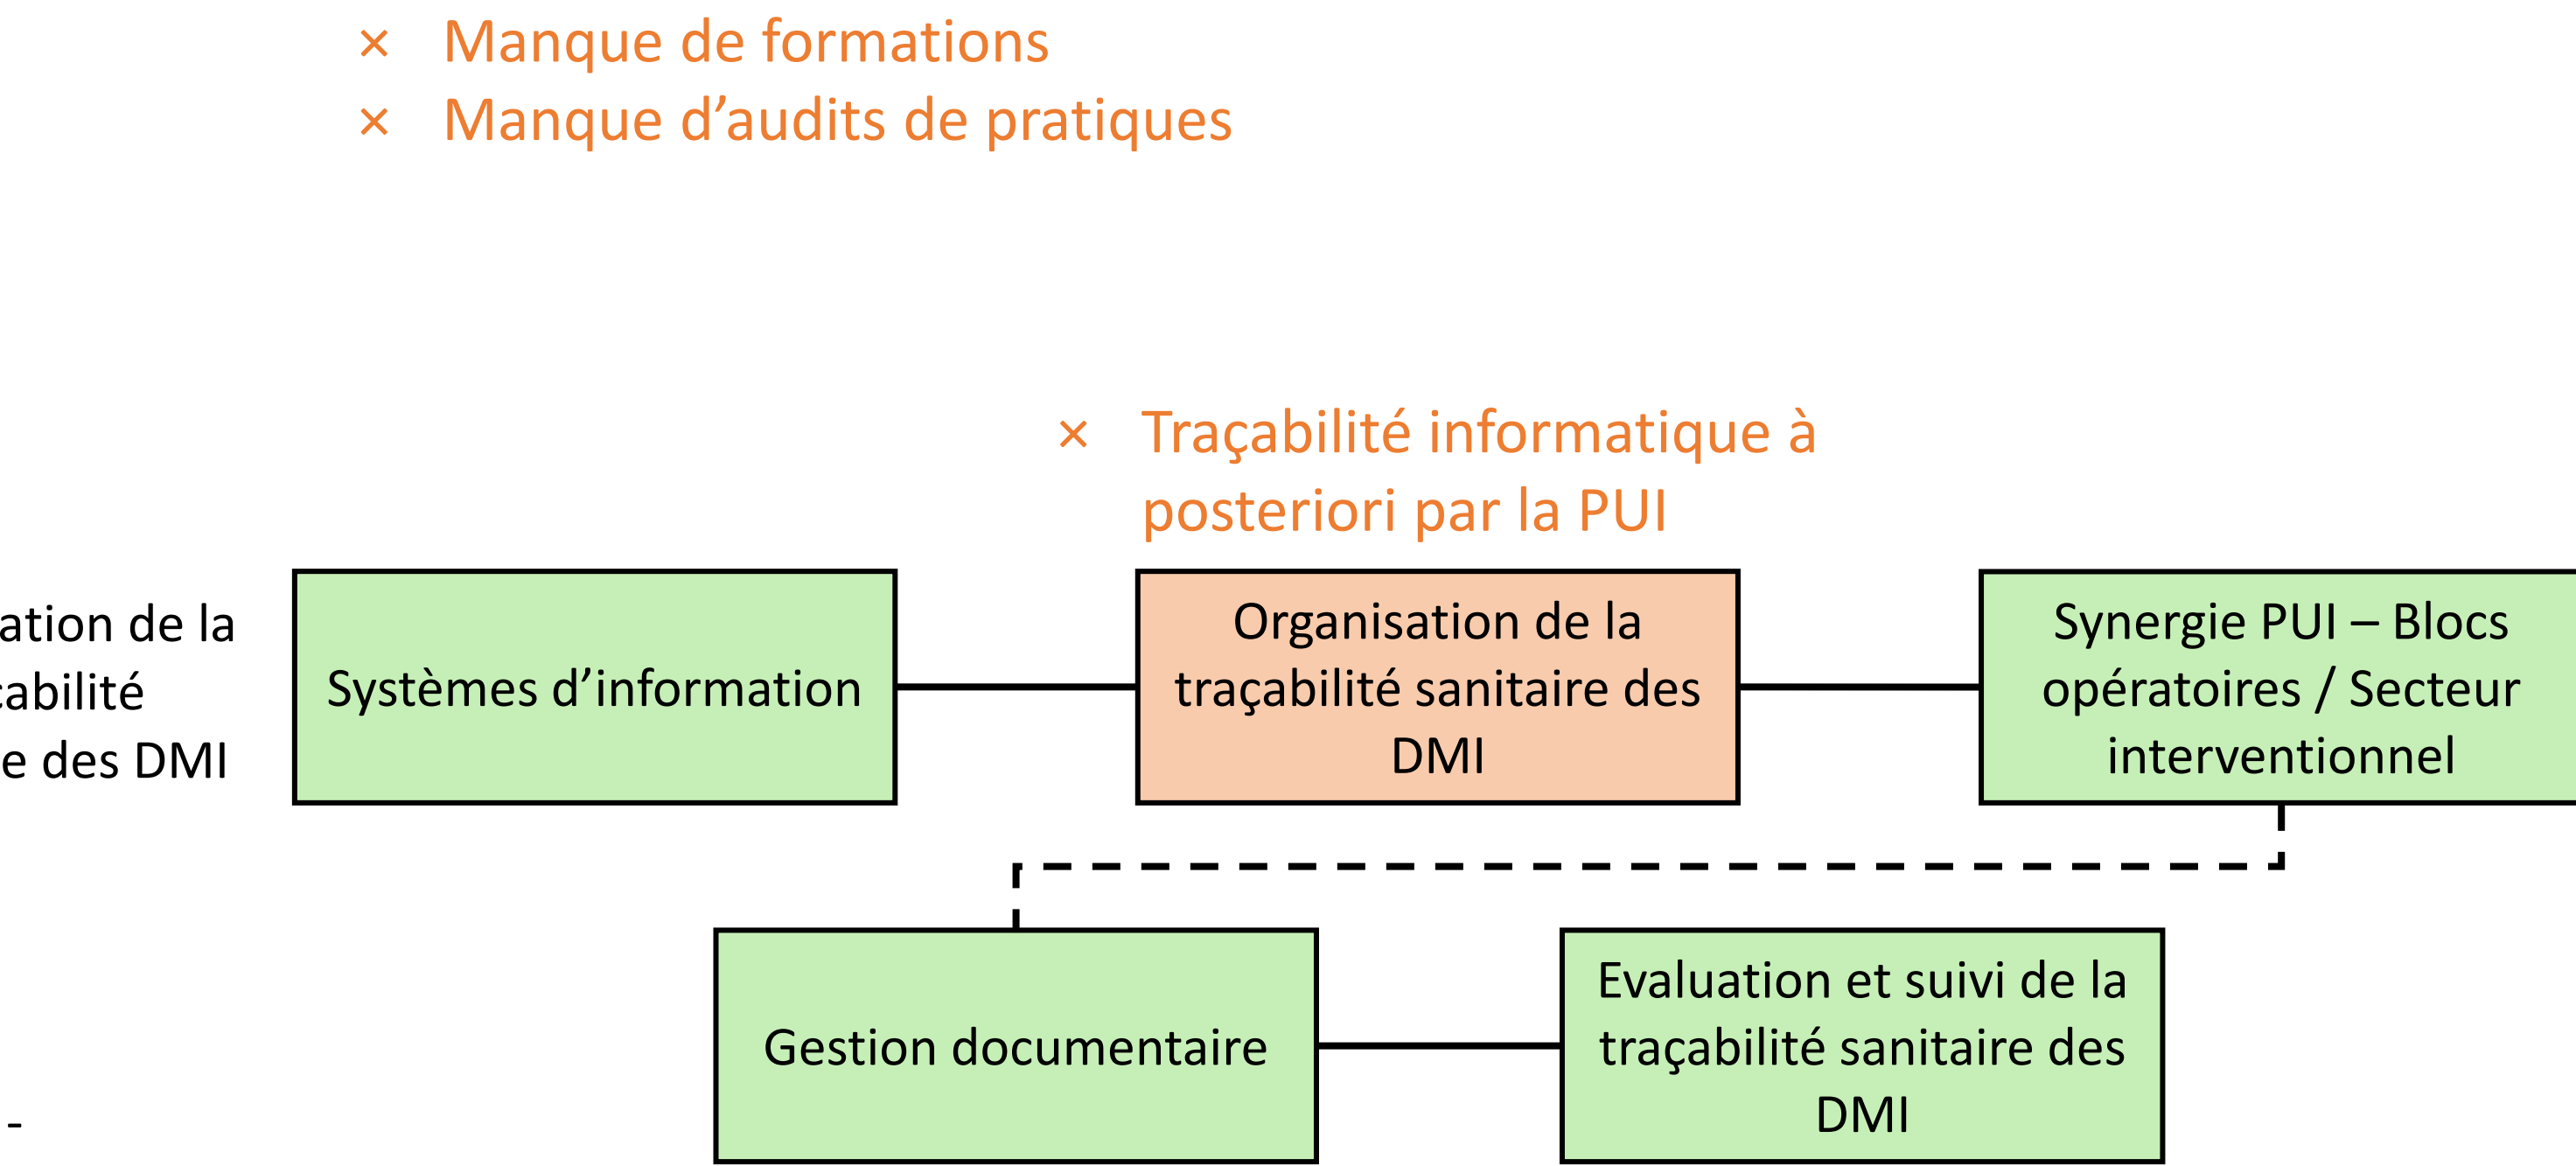 × Manque de formations
× Manque d’audits de pratiques
× Traçabilité informatique à
posteriori par la PUI
ation de la
abilité
e des DMI
Systèmes d’information
Organisation de la
traçabilité sanitaire des
DMI
Synergie PUI – Blocs
opératoires / Secteur
interventionnel
Gestion documentaire
Evaluation et suivi de la
traçabilité sanitaire des
DMI
-